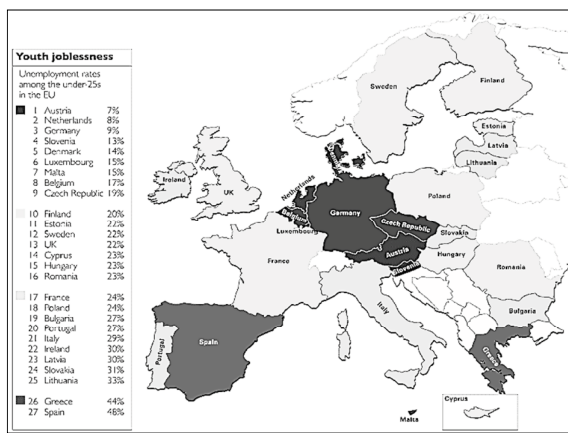 Youth joblessness
Unemployment rates
among the under-25s
in the EU
1 Austria 7%
2 Netherlands 8%
3 Germany 9%
4 Slovenia 13%
5 Denmark 14%
6 Luxembourg 15%
7 Malta 15%
8 Belgium 17%
9 Czech Republic 19%
10 Finland 20%
11 Estonia 22%
12 Sweden 22%
13 UK 22%
14 Cyprus 23%
15 Hungary 23%
16 Romania 23%
17 France 24%
18 Poland 24%
19 Bulgaria 27%
20 Portugal 27%
21 Italy 29%
22 Ireland 30%
23 Latvia 30%
24 Slovakia 31%
25 Lithuania 33%
26 Greece 44%
27 Spain 48%
Finland
Sweden
Estonia
Latvia
Lithuania
Denmark
Ireland
UK
Netherlands
Poland
Belgium
Germany
Czech Republic
Luxembourg
Slovakia
Austria
Hungary
France
Slovenia
Romania
Italy
Bulgaria
Portugal
Spain
Greece
Cyprus
Malta